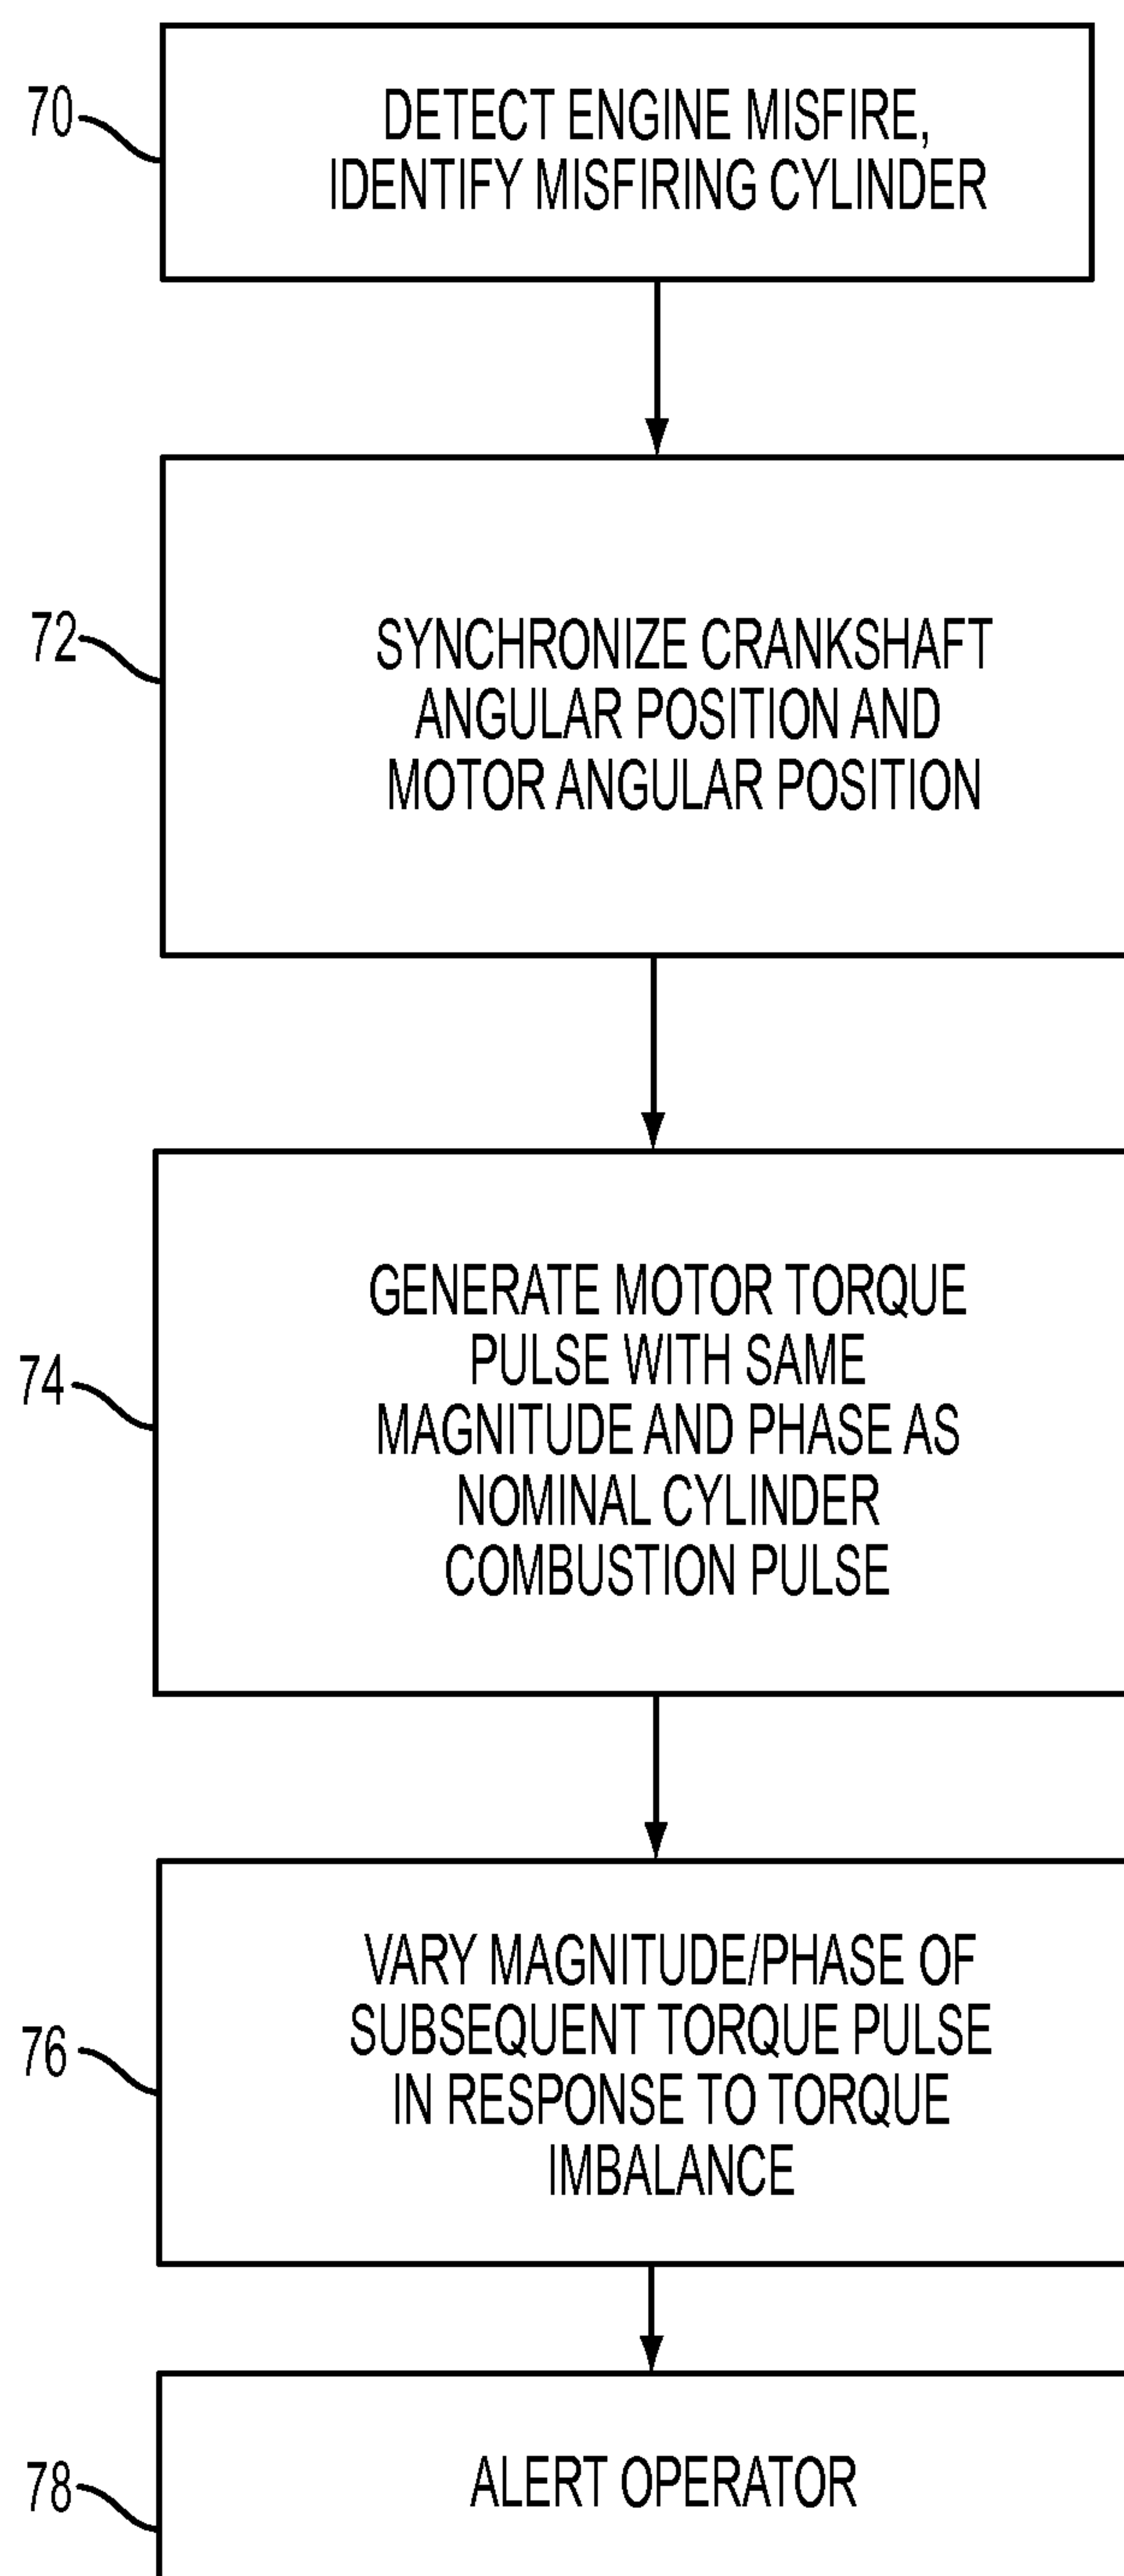 70
DETECT ENGINE MISFIRE,
IDENTIFY MISFIRING CYLINDER
72
SYNCHRONIZE CRANKSHAFT
ANGULAR POSITION AND
MOTOR ANGULAR POSITION
74
GENERATE MOTOR TORQUE
PULSE WITH SAME
MAGNITUDE AND PHASE AS
NOMINAL CYLINDER
COMBUSTION PULSE
76
VARY MAGNITUDE/PHASE OF
SUBSEQUENT TORQUE PULSE
IN RESPONSE TO TORQUE
IMBALANCE
78
ALERT OPERATOR